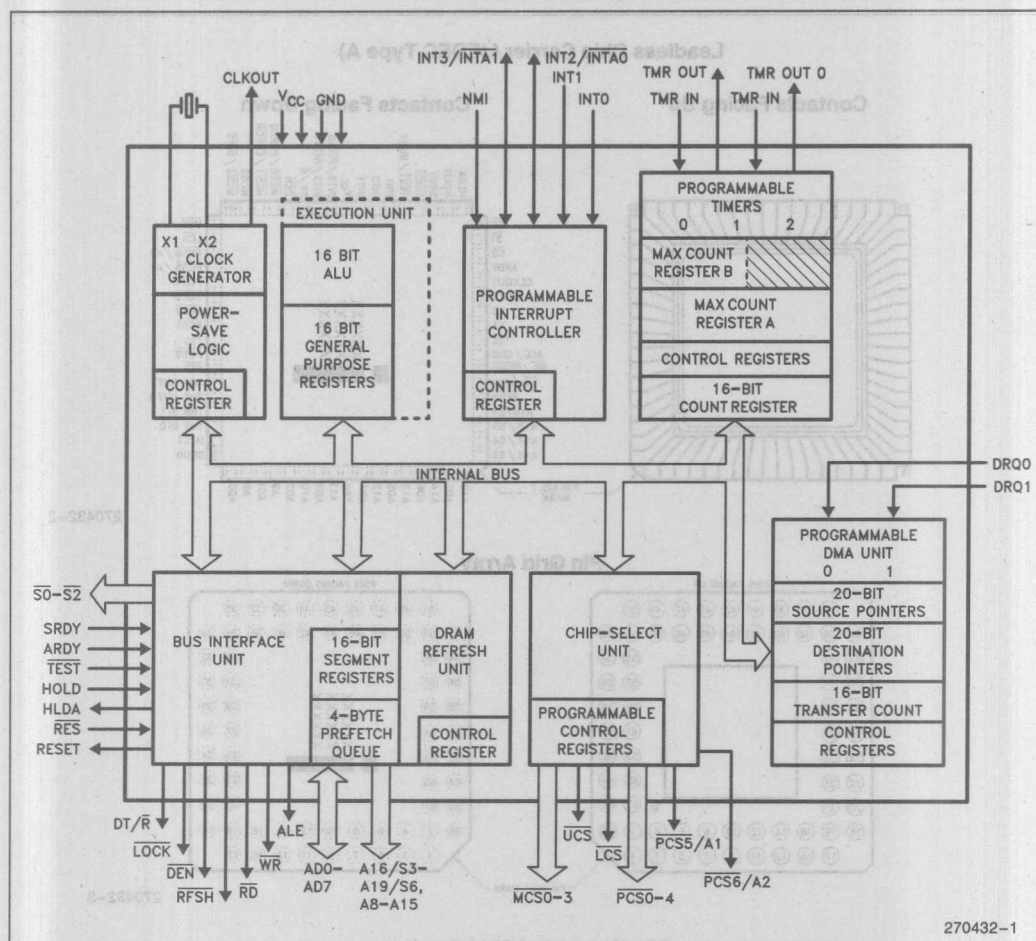 INT3/INTA1
INT2/INTA0
TMR OUT
TMR OUT 0
CLKOUT
INT1
VCC
GND
NMI
INT0
TMR IN
TMR IN
PROGRAMMABLE
TIMERS
0 1 2
MAX COUNT
REGISTER B
MAX COUNT
REGISTER A
CONTROL REGISTERS
16-BIT
COUNT REGISTER
EXECUTION UNIT
X1 X2
CLOCK
GENERATOR
POWER-
SAVE
LOGIC
CONTROL
REGISTER
16 BIT
ALU
16 BIT
GENERAL
PURPOSE
REGISTERS
PROGRAMMABLE
INTERRUPT
CONTROLLER
CONTROL
REGISTER
INTERNAL BUS
DRQ0
DRQ1
PROGRAMMABLE
DMA UNIT
0 1
20-BIT
SOURCE POINTERS
20-BIT
DESTINATION
POINTERS
16-BIT
TRANSFER COUNT
CONTROL
REGISTERS
S0-S2
SRDY
ARDY
TEST
HOLD
HLDA
RES
RESET
BUS INTERFACE
UNIT
16-BIT
SEGMENT
REGISTERS
4-BYTE
PREFETCH
QUEUE
DRAM
REFRESH
UNIT
CONTROL
REGISTER
CHIP-SELECT
UNIT
PROGRAMMABLE
CONTROL
REGISTERS
DT/R
LOCK
DEN
RFSH
RD
WR
ALE
AD0-
AD7
A16/S3-
A19/S6,
A8-A15
MCS0-3
UCS
LCS
PCS0-4
PCS5/A1
PCS6/A2
270432-1